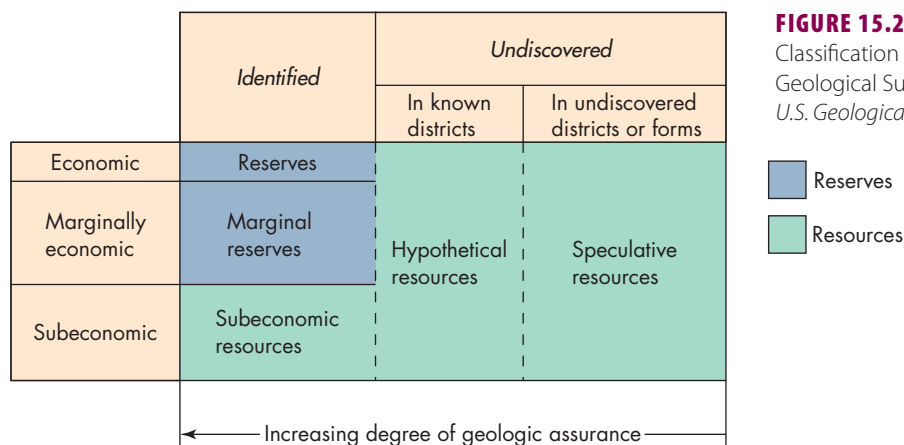 FIGURE 15.2
Classification
Geological Su
U.S. Geologica
Reserves
Resources
Identified
Undiscovered
In known
districts
In undiscovered
districts or forms
Economic
Reserves
Marginally
economic
Marginal
reserves
Hypothetical
resources
Speculative
resources
Subeconomic
Subeconomic
resources
Increasing degree of geologic assurance